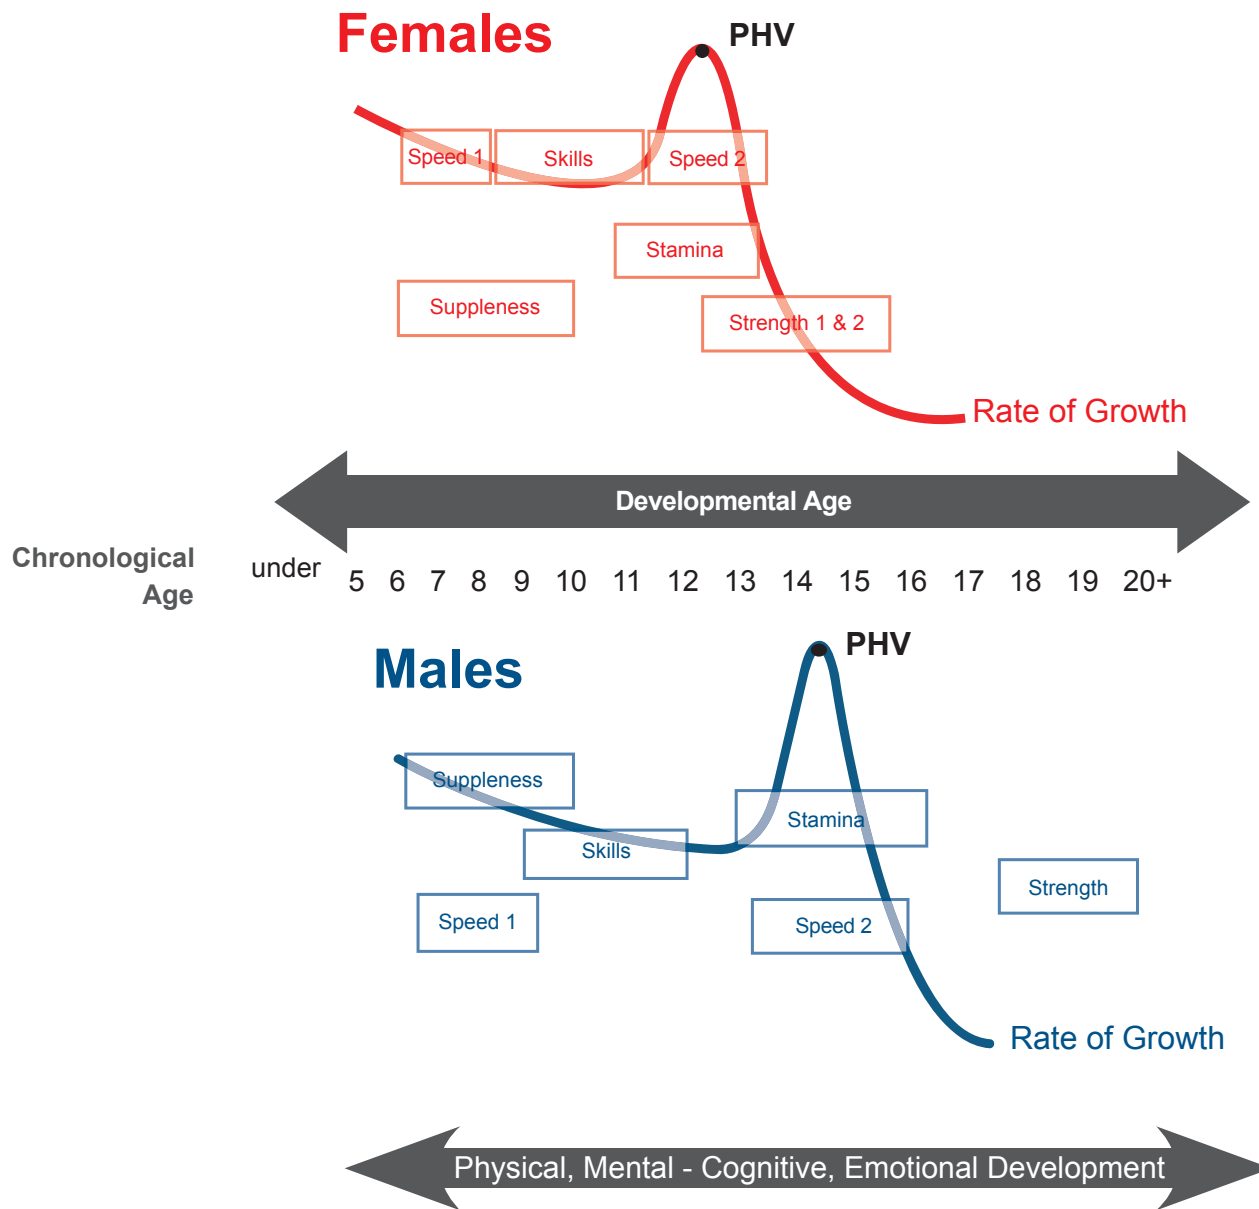 Females
PHV
Speed 1
Skills
Speed 2
Stamina
Suppleness
Strength 1 & 2
Rate of Growth
Developmental Age
Chronological
Age
under 5 6 7 8 9 10 11 12 13 14 15 16 17 18 19 20+
Males
PHV
Suppleness
Stamina
Skills
Strength
Speed 1
Speed 2
Rate of Growth
Physical, Mental - Cognitive, Emotional Development